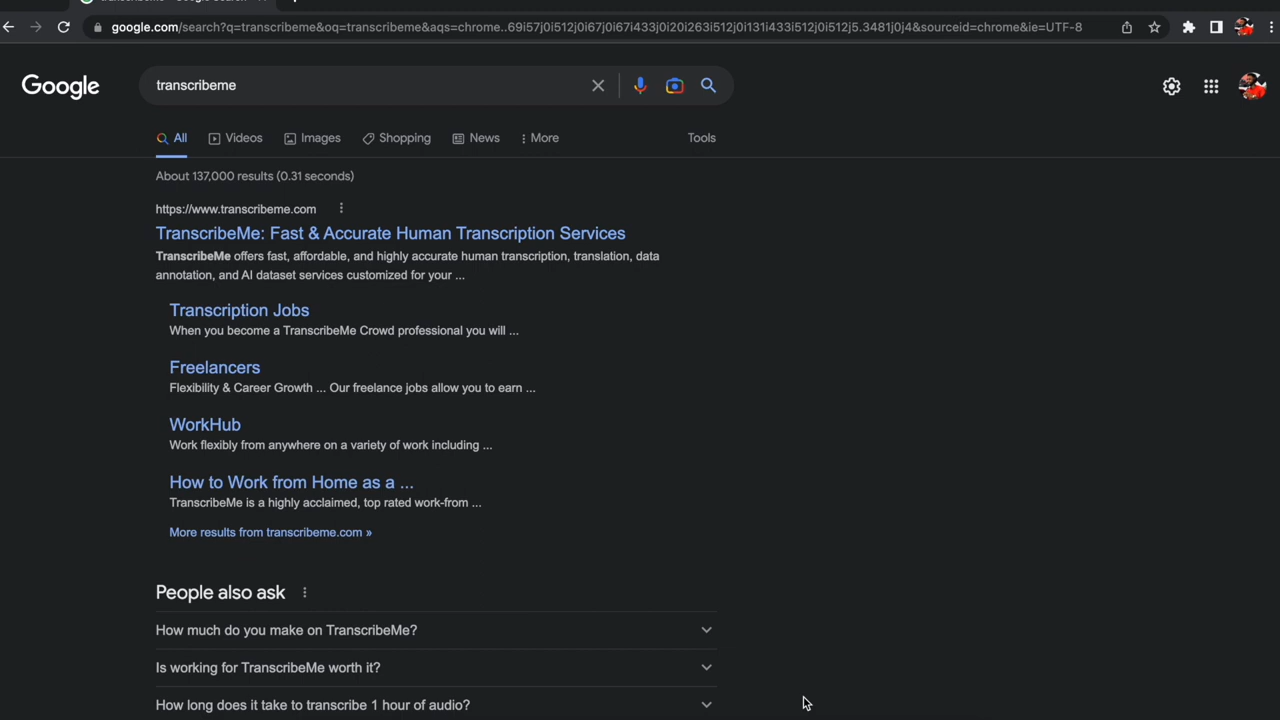 google.com/search?q=transcribeme&oq=transcribeme&aqs=chrome..69i57j0i512j0i67j0i67i433j0i20i263i512j0i131i433i512j0i512j5.3481j0j4&sourceid=chrome&ie=UTF-8
Google
transcribeme
All Videos Images Shopping News More Tools
About 137,000 results (0.31 seconds)
https://www.transcribeme.com
TranscribeMe: Fast & Accurate Human Transcription Services
TranscribeMe offers fast, affordable, and highly accurate human transcription, translation, data
annotation, and AI dataset services customized for your ...
Transcription Jobs
When you become a TranscribeMe Crowd professional you will ...
Freelancers
Flexibility & Career Growth ... Our freelance jobs allow you to earn ...
WorkHub
Work flexibly from anywhere on a variety of work including ...
How to Work from Home as a ...
TranscribeMe is a highly acclaimed, top rated work-from ...
More results from transcribeme.com »
People also ask
How much do you make on TranscribeMe?
Is working for TranscribeMe worth it?
How long does it take to transcribe 1 hour of audio?